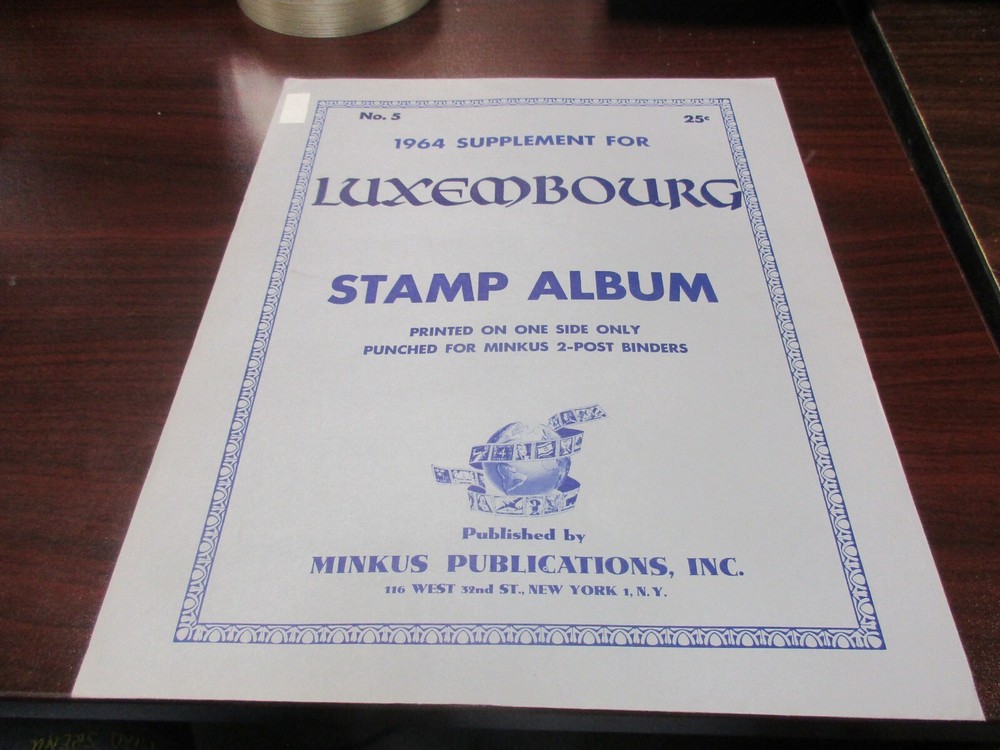 No. 5
25¢
1964 SUPPLEMENT FOR
LUXEMBOURG
STAMP ALBUM
PRINTED ON ONE SIDE ONLY
PUNCHED FOR MINKUS 2-POST BINDERS
Published by
MINKUS PUBLICATIONS, INC.
116 WEST 32nd ST., NEW YORK 1, N.Y.